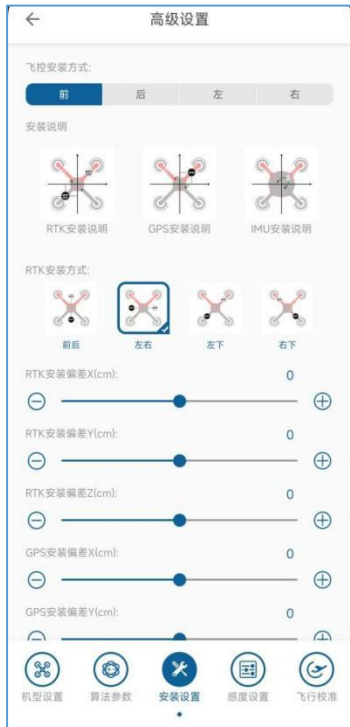 高级设置
飞控安装方式:
前 后 左 右
安装说明
RTK安装说明 GPS安装说明 IMU安装说明
RTK安装方式:
前后 左右 左下 右下
RTK安装偏差X(cm): 0
RTK安装偏差Y(cm): 0
RTK安装偏差Z(cm): 0
GPS安装偏差X(cm): 0
GPS安装偏差Y(cm): 0
机型设置 算法参数 安装设置 感度设置 飞行校准